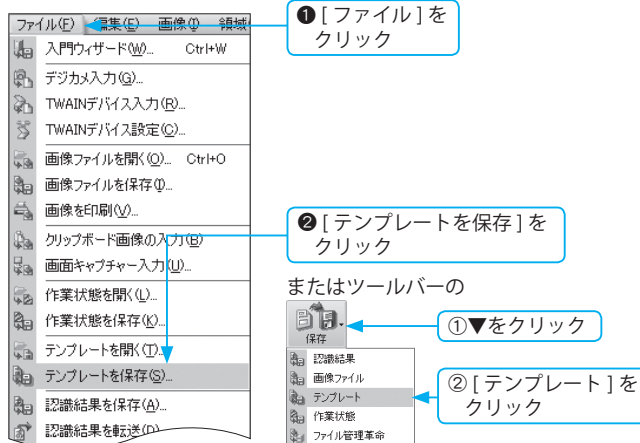 ファイル(F) 編集(E) 画像(I) 領域
入門ウィザード(W)... Ctrl+W
デジカメ入力(G)...
TWAINデバイス入力(R)...
TWAINデバイス設定(C)...
画像ファイルを開く(O)... Ctrl+O
画像ファイルを保存(I)...
画像を印刷(V)...
クリップボード画像の入力(B)
画面キャプチャー入力(U)...
作業状態を開く(L)...
作業状態を保存(K)...
テンプレートを開く(T)...
テンプレートを保存(S)...
認識結果を保存(A)...
認識結果を転送(D)...
❶[ファイル]を
クリック
❷[テンプレートを保存]を
クリック
またはツールバーの
保存
①▼をクリック
認識結果
画像ファイル
テンプレート
作業状態
ファイル管理革命
②[テンプレート]を
クリック